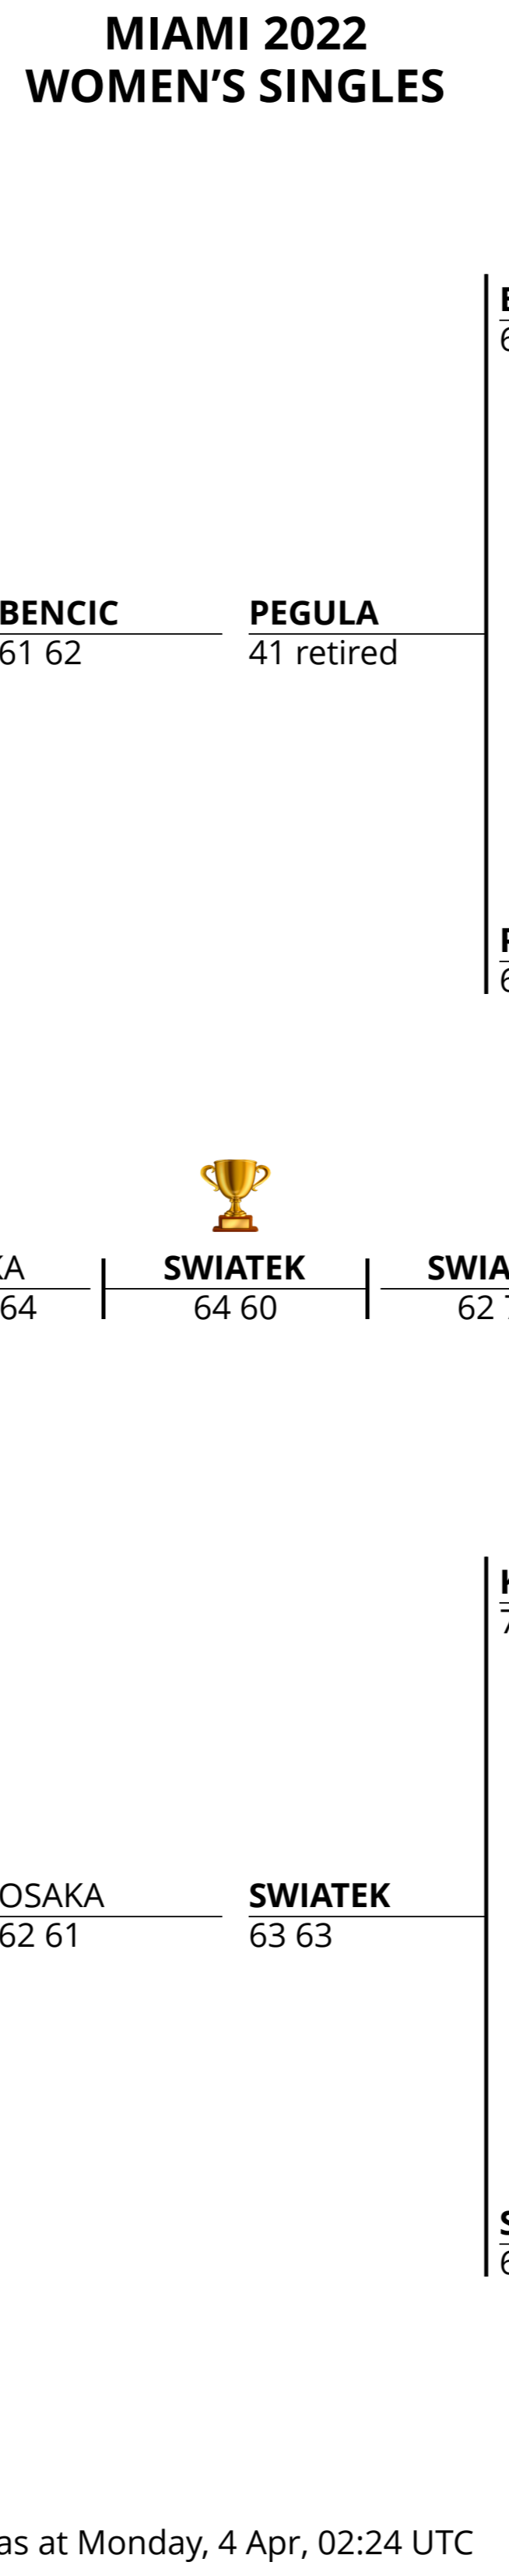 MIAMI 2022
WOMEN’S SINGLES
BENCIC
61 62
PEGULA
41 retired
SWIATEK
64 60
64
62
OSAKA
62 61
SWIATEK
63 63
as at Monday, 4 Apr, 02:24 UTC